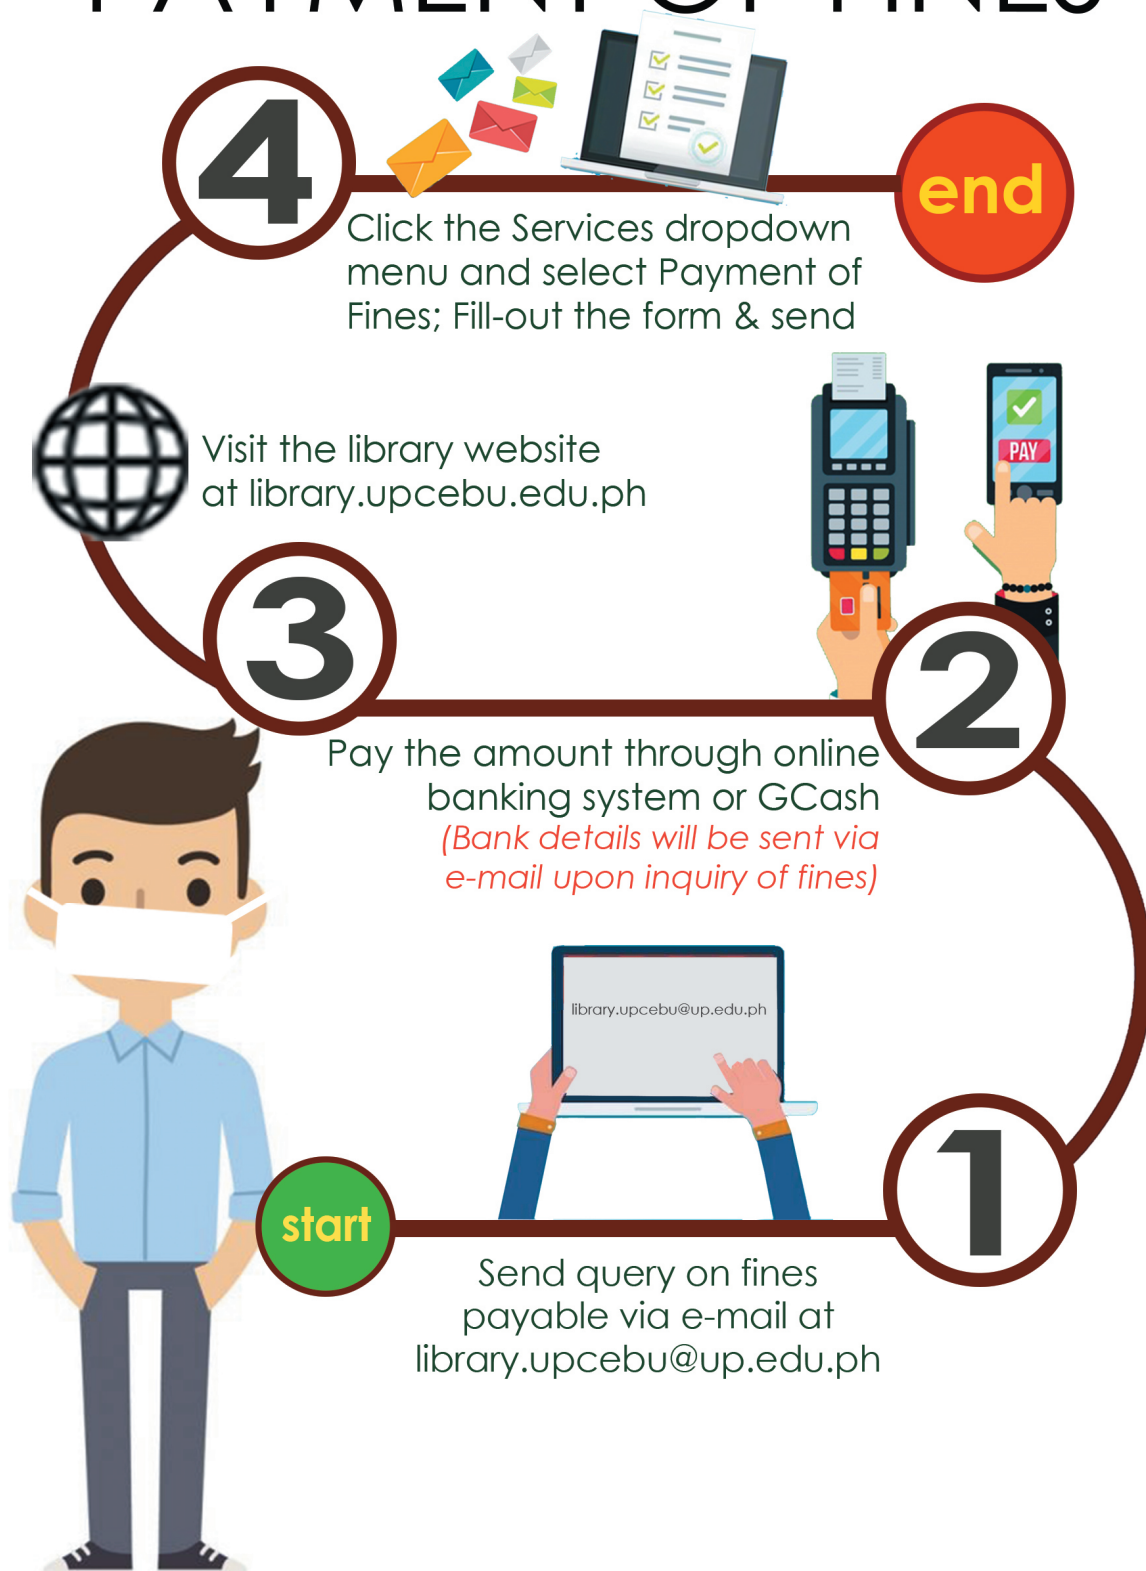 PAYMENT OF FINES
4
end
Click the Services dropdown
menu and select Payment of
Fines; Fill-out the form & send
Visit the library website
at library.upcebu.edu.ph
PAY
3
2
Pay the amount through online
banking system or GCash
(Bank details will be sent via
e-mail upon inquiry of fines)
library.upcebu@up.edu.ph
1
start
Send query on fines
payable via e-mail at
library.upcebu@up.edu.ph